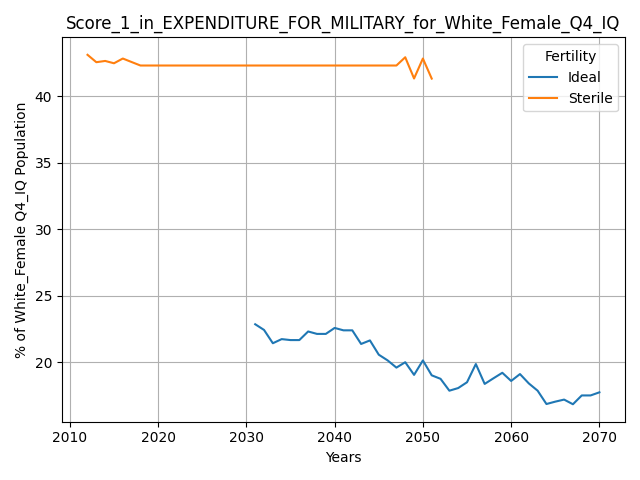 Score_1_in_EXPENDITURE_FOR_MILITARY_for_White_Female_Q4_IQ
Fertility
Ideal
Sterile
% of White_Female Q4_IQ Population
40
35
30
25
20
2010 2020 2030 2040 2050 2060 2070
Years